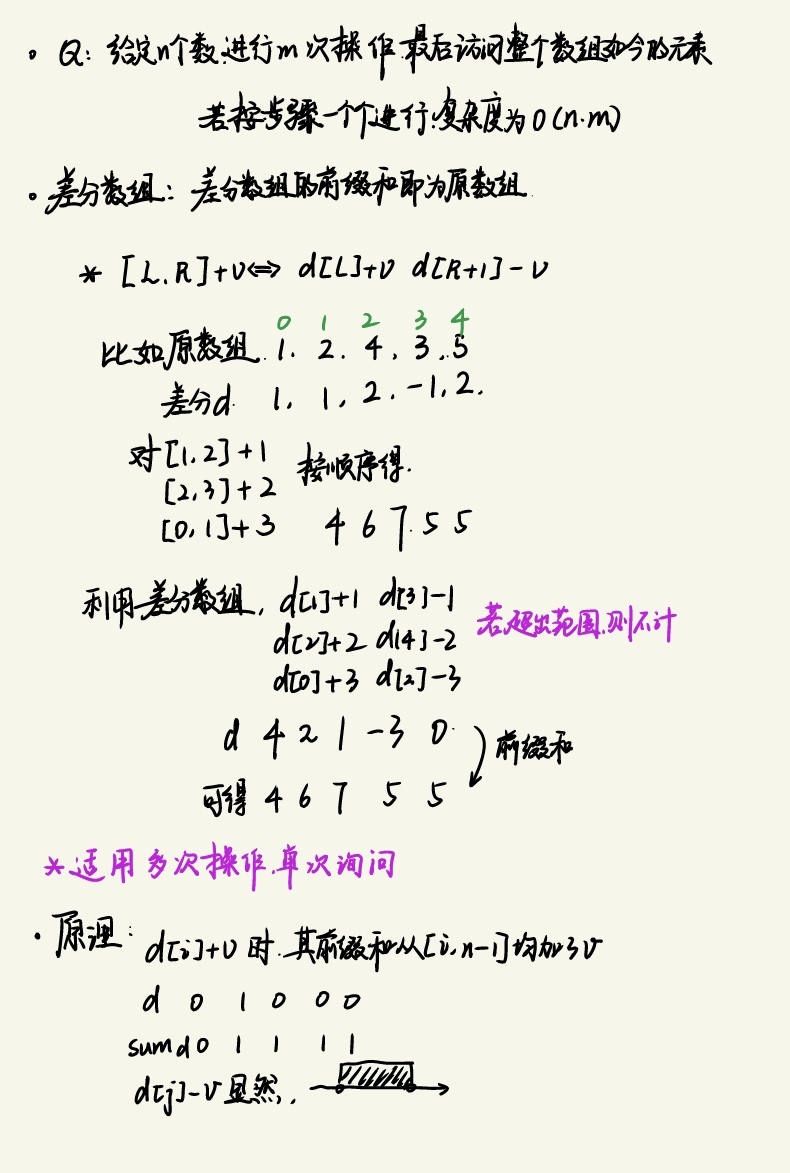 · Q: 给定n个数.进行m次操作.最后访问整个数组如今的元素
若按步骤一个个进行.复杂度为O(n·m)
· 差分数组: 差分数组的前缀和即为原数组.
* [L,R]+v⇔ d[L]+v d[R+1]-v
0 1 2 3 4
比如原数组. 1. 2. 4, 3, 5
差分d. 1, 1, 2. -1, 2.
对[1,2]+1
按顺序得.
[2,3]+2
[0,1]+3 4 6 7. 5 5
利用差分数组, d[1]+1 d[3]-1
若超出范围,则不计
d[2]+2 d[4]-2
d[0]+3 d[2]-3
d 4 2 1 -3 0
前缀和
可得 4 6 7 5 5
*适用多次操作.单次询问
· 原理: d[i]+v时.其前缀和从[i,n-1]均加了v
d 0 1 0 0 0
sumd 0 1 1 1 1
d[j]-v 显然,.